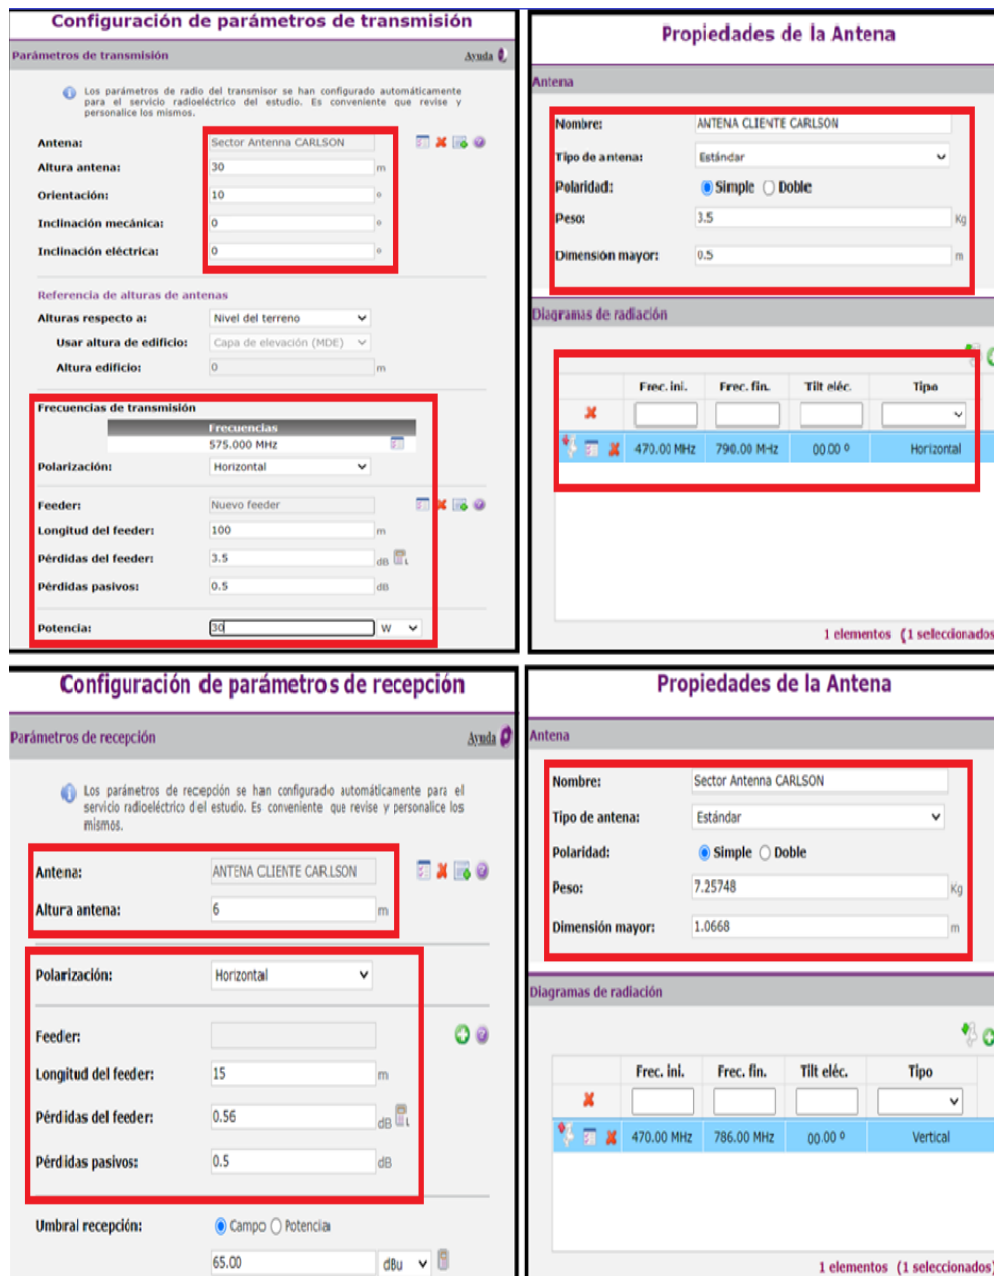 Configuración de parámetros de transmisión
Parámetros de transmisión
Ayuda
Los parámetros de radio del transmisor se han configurado automáticamente
para el servicio radioeléctrico del estudio. Es conveniente que revise y
personalice los mismos.
Antena: Sector Antenna CARLSON
Altura antena: 30 m
Orientación: 10 º
Inclinación mecánica: 0 º
Inclinación eléctrica: 0 º
Referencia de alturas de antenas
Alturas respecto a: Nivel del terreno
Usar altura de edificio: Capa de elevación (MDE)
Altura edificio: 0 m
Frecuencias de transmisión
Frecuencias
575.000 MHz
Polarización: Horizontal
Feeder: Nuevo feeder
Longitud del feeder: 100 m
Pérdidas del feeder: 3.5 dB
Pérdidas pasivos: 0.5 dB
Potencia: 30 W
Propiedades de la Antena
Antena
Nombre: ANTENA CLIENTE CARLSON
Tipo de antena: Estándar
Polaridad: Simple Doble
Peso: 3.5 Kg
Dimensión mayor: 0.5 m
Diagramas de radiación
Frec. ini. Frec. fin. Tilt eléc. Tipo
470.00 MHz 790.00 MHz 00.00 º Horizontal
1 elementos (1 seleccionados
Configuración de parámetros de recepción
Parámetros de recepción
Ayuda
Los parámetros de recepción se han configurado automáticamente para el
servicio radioeléctrico del estudio. Es conveniente que revise y personalice los
mismos.
Antena: ANTENA CLIENTE CARLSON
Altura antena: 6 m
Polarización: Horizontal
Feeder:
Longitud del feeder: 15 m
Pérdidas del feeder: 0.56 dB
Pérdidas pasivos: 0.5 dB
Umbral recepción: Campo Potencia
65.00 dBu
Propiedades de la Antena
Antena
Nombre: Sector Antenna CARLSON
Tipo de antena: Estándar
Polaridad: Simple Doble
Peso: 7.25748 Kg
Dimensión mayor: 1.0668 m
Diagramas de radiación
Frec. ini. Frec. fin. Tilt eléc. Tipo
470.00 MHz 786.00 MHz 00.00 º Vertical
1 elementos (1 seleccionados)